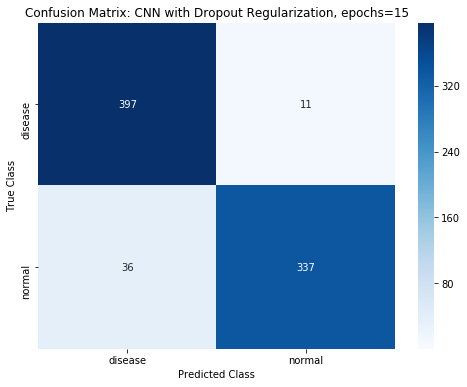 Confusion Matrix: CNN with Dropout Regularization, epochs=15
True Class
disease
397
11
normal
36
337
disease
normal
Predicted Class
320
240
160
80